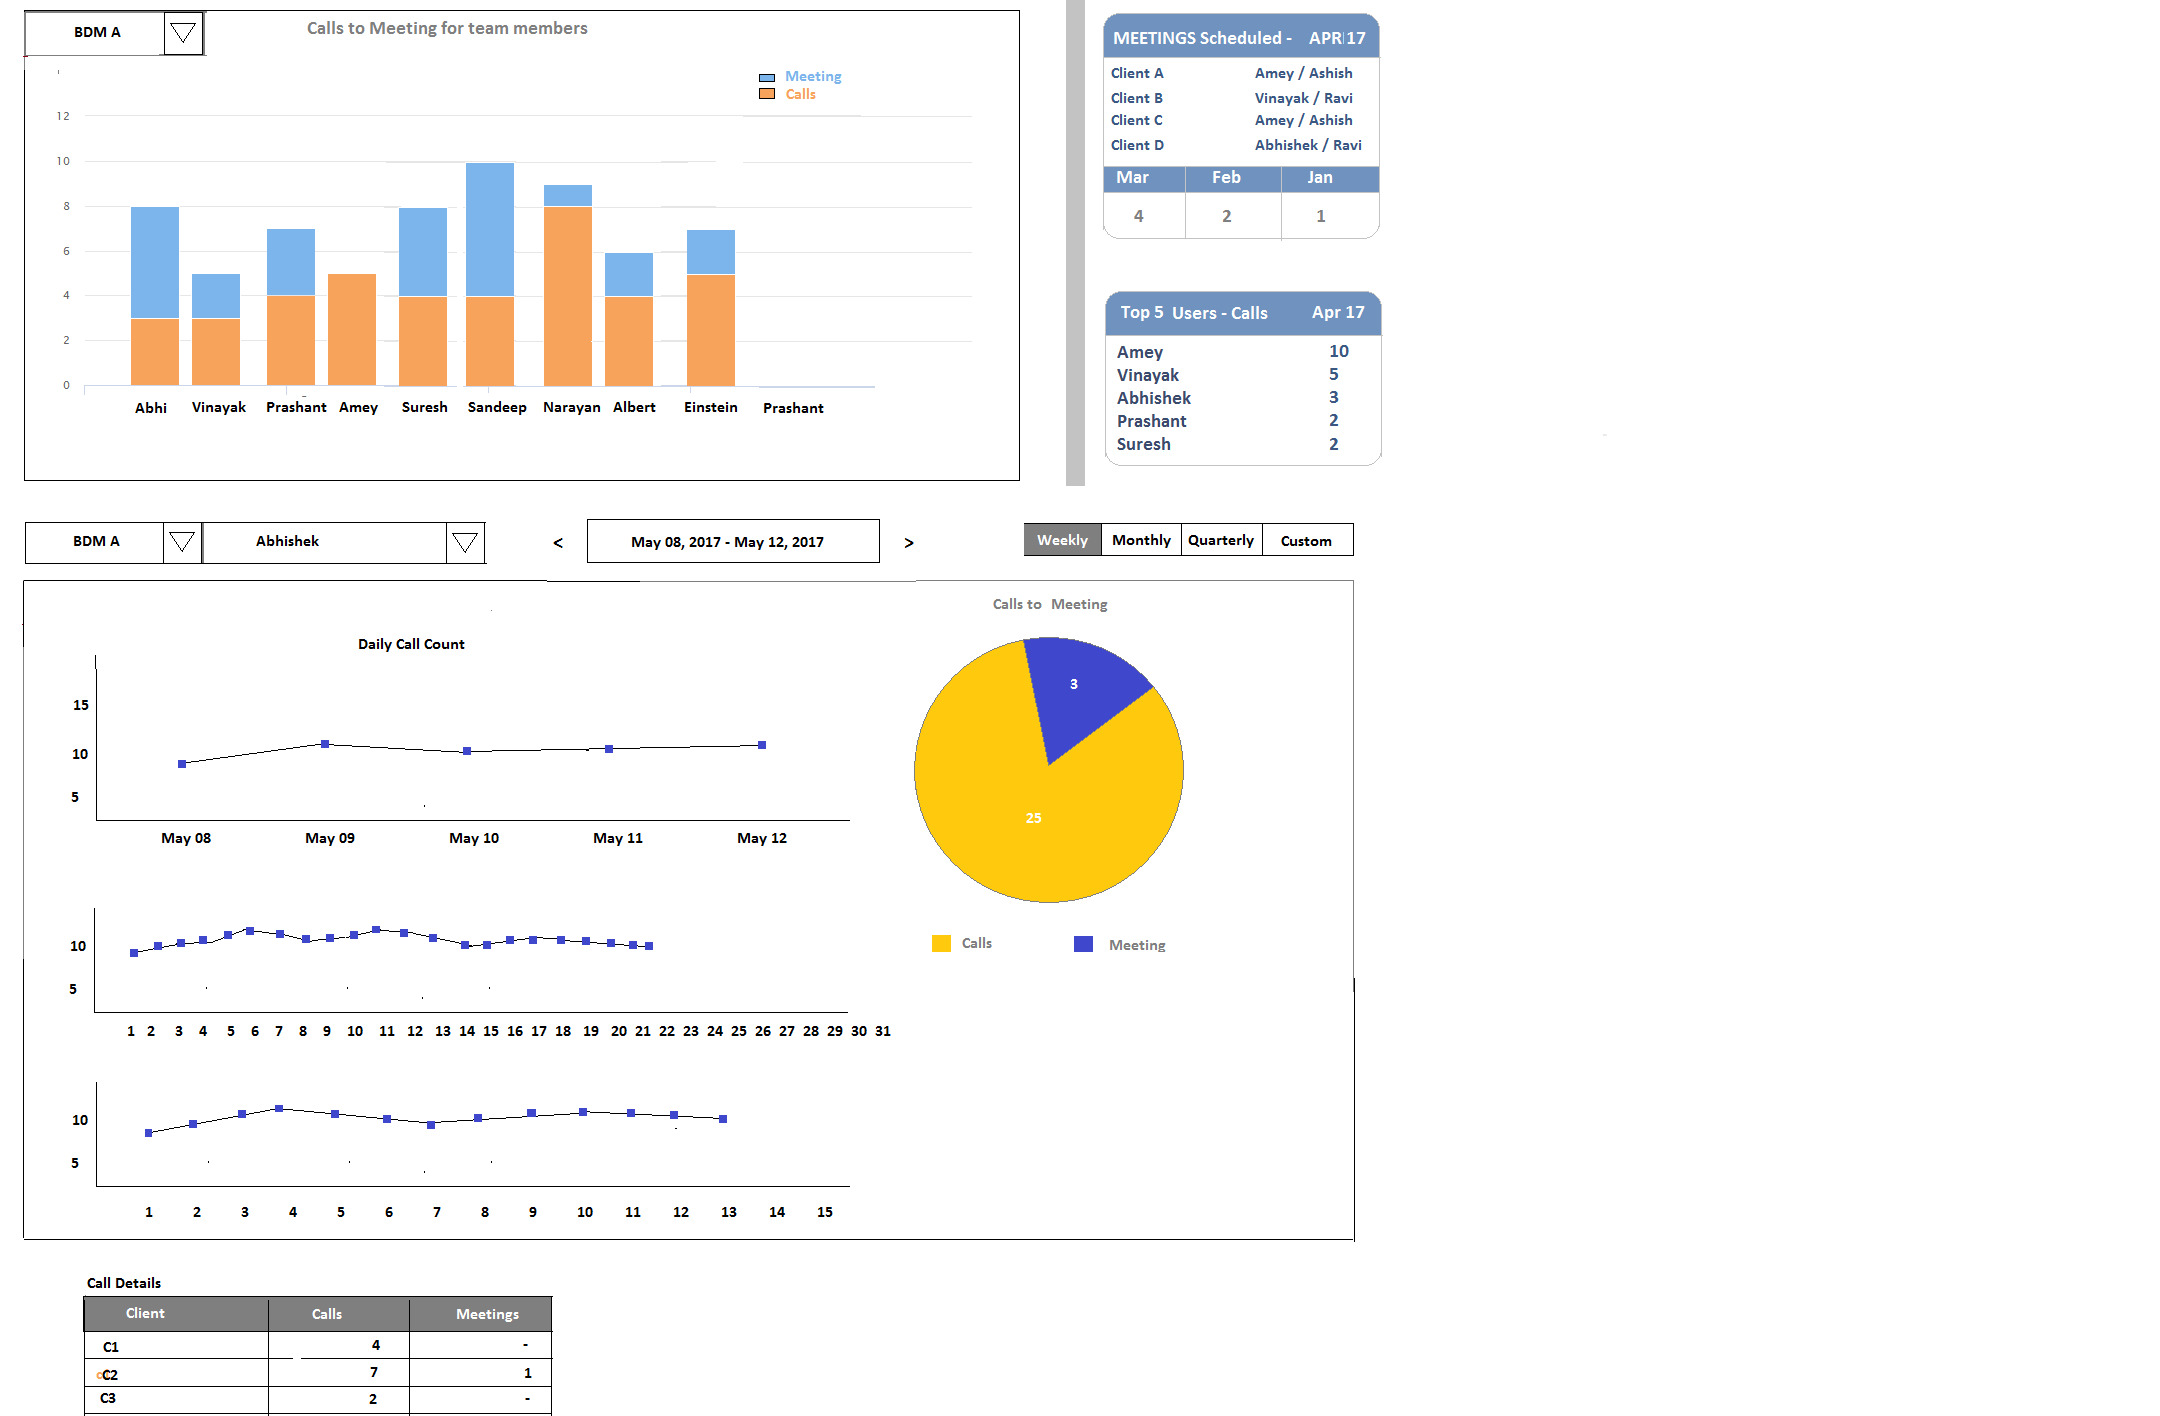 BDM A
Calls to Meeting for team members
Meeting
Calls
12
10
8
6
4
2
0
Abhi Vinayak Prashant Amey Suresh Sandeep Narayan Albert Einstein Prashant
MEETINGS Scheduled - APR 17
Client A Amey / Ashish
Client B Vinayak / Ravi
Client C Amey / Ashish
Client D Abhishek / Ravi
Mar Feb Jan
4 2 1
Top 5 Users - Calls Apr 17
Amey 10
Vinayak 5
Abhishek 3
Prashant 2
Suresh 2
BDM A Abhishek < May 08, 2017 - May 12, 2017 > Weekly Monthly Quarterly Custom
Daily Call Count
15
10
5
May 08 May 09 May 10 May 11 May 12
10
5
1 2 3 4 5 6 7 8 9 10 11 12 13 14 15 16 17 18 19 20 21 22 23 24 25 26 27 28 29 30 31
10
5
1 2 3 4 5 6 7 8 9 10 11 12 13 14 15
Calls to Meeting
3
25
Calls Meeting
Call Details
Client Calls Meetings
C1 4 -
C2 7 1
C3 2 -